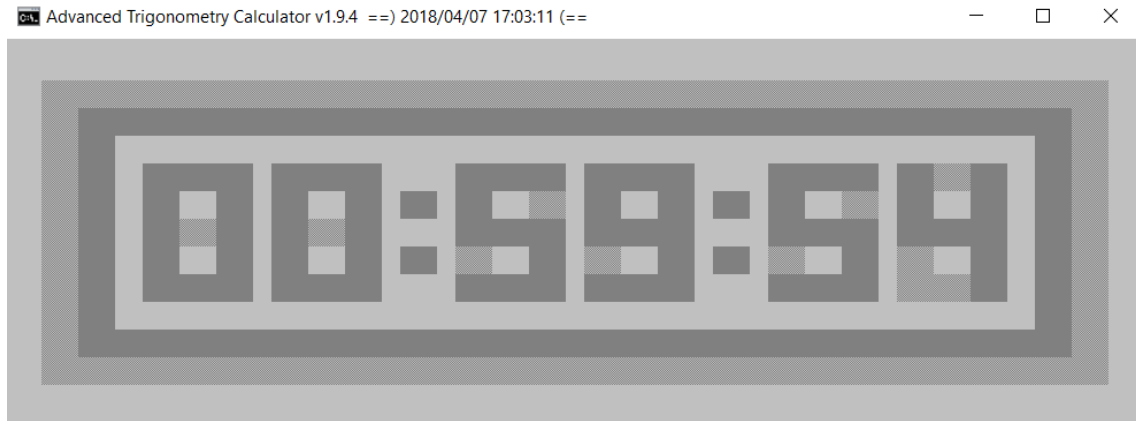 Advanced Trigonometry Calculator v1.9.4 ==) 2018/04/07 17:03:11 (==
00:59:54